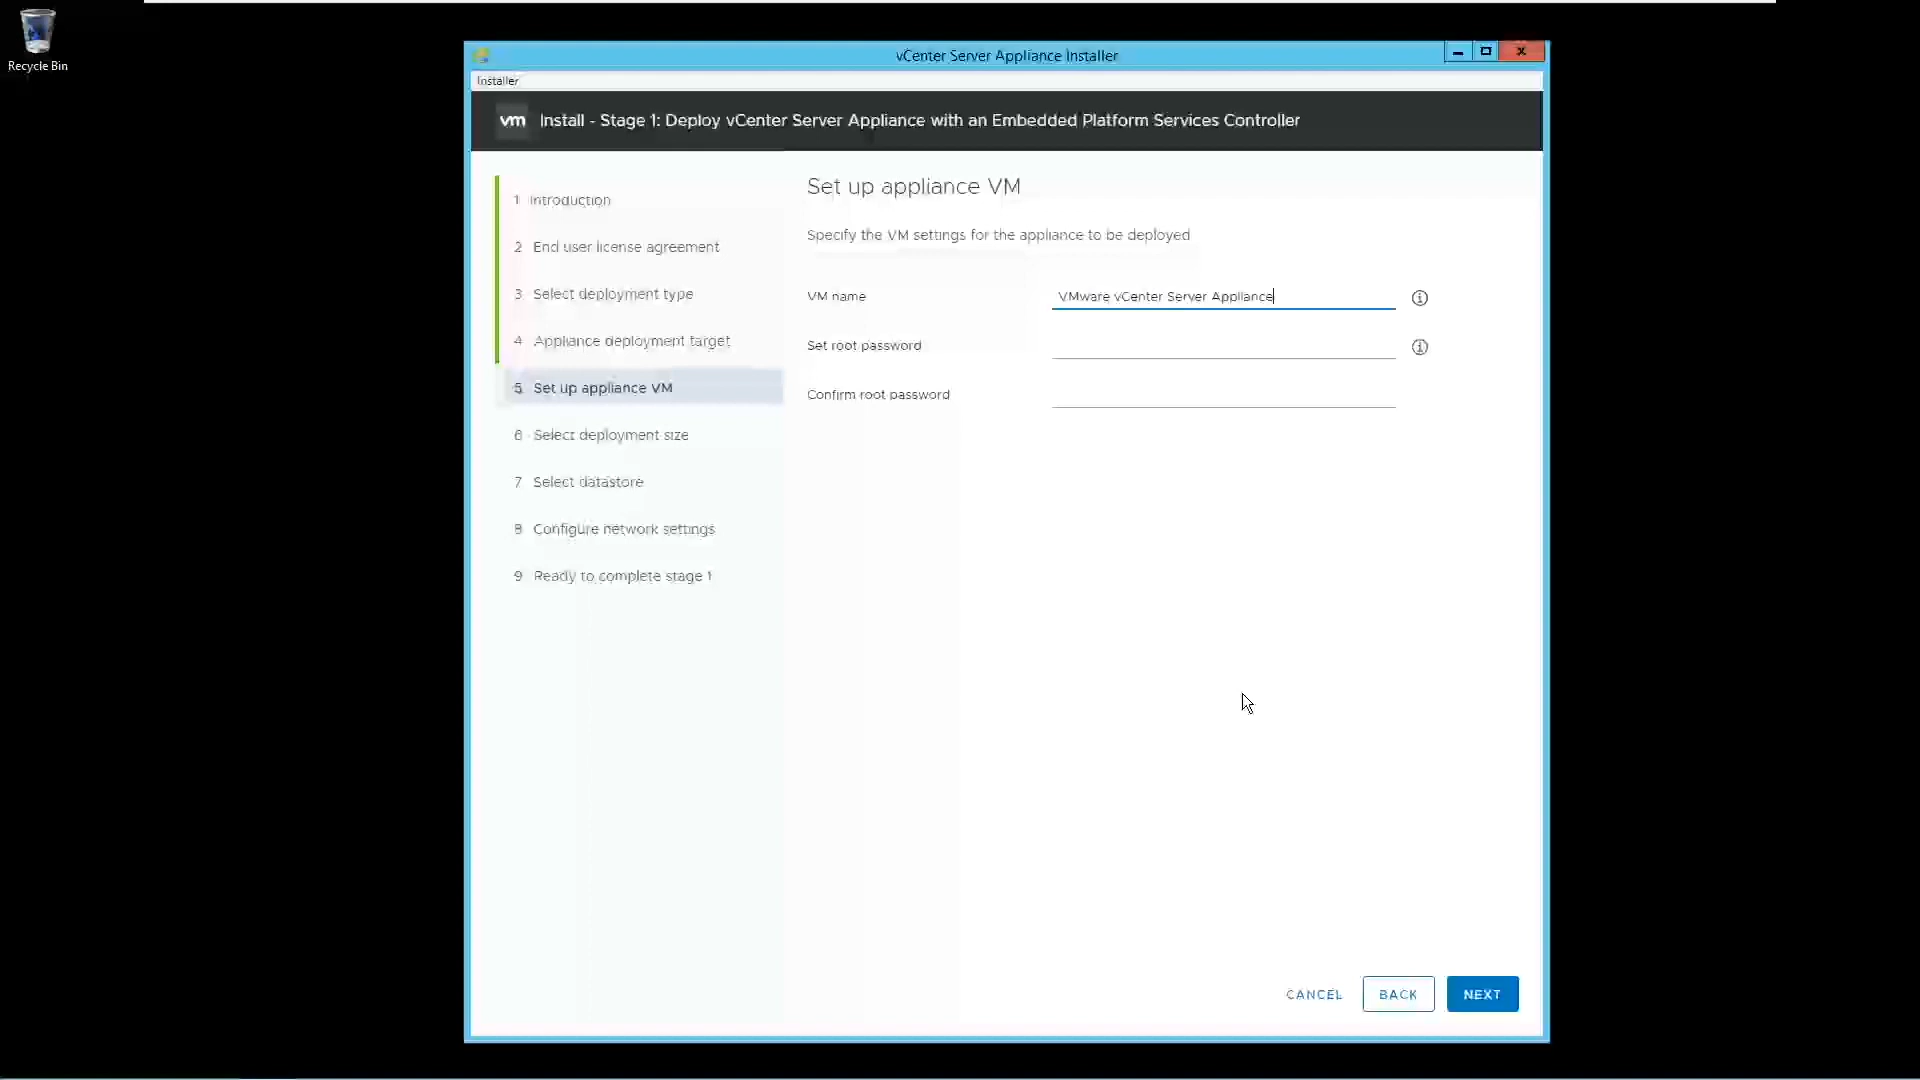 Recycle Bin
vCenter Server Appliance Installer
Installer
vm Install - Stage 1: Deploy vCenter Server Appliance with an Embedded Platform Services Controller
1 Introduction
2 End user license agreement
3 Select deployment type
4 Appliance deployment target
5 Set up appliance VM
6 Select deployment size
7 Select datastore
8 Configure network settings
9 Ready to complete stage 1
Set up appliance VM
Specify the VM settings for the appliance to be deployed
VM name VMware vCenter Server Appliance
Set root password
Confirm root password
CANCEL BACK NEXT